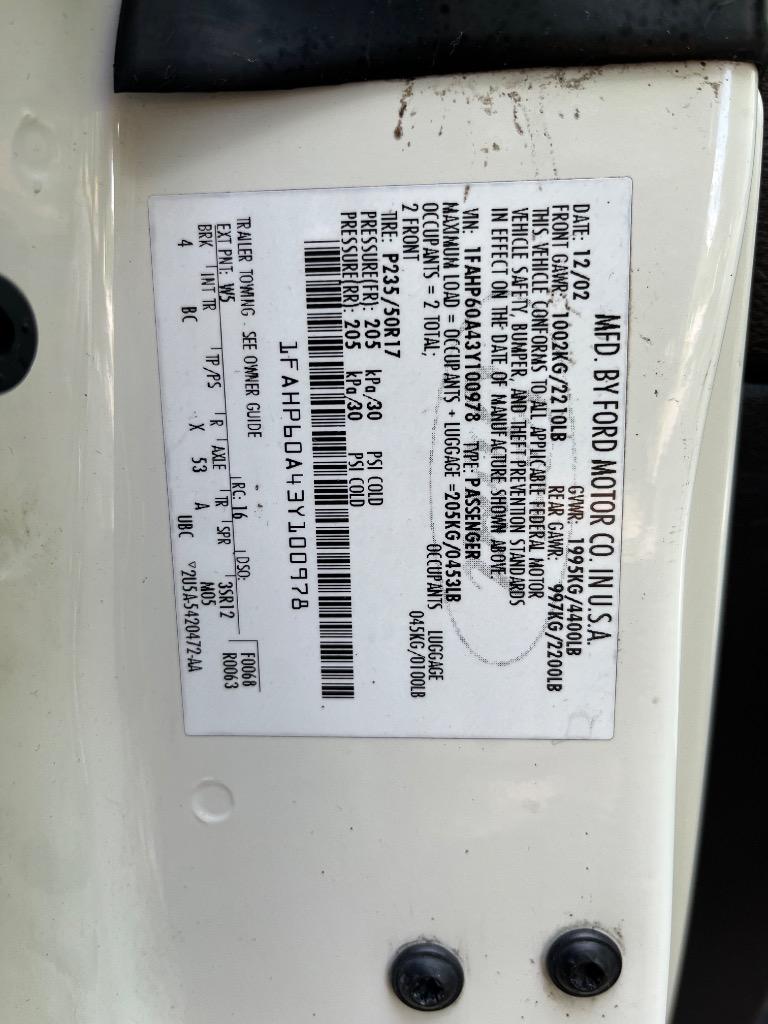 MFD. BY FORD MOTOR CO. IN U.S.A.
DATE: 12/02 GVWR: 1995KG/4400LB
FRONT GAWR: 1002KG/2210LB REAR GAWR: 997KG/2200LB
THIS VEHICLE CONFORMS TO ALL APPLICABLE FEDERAL MOTOR
VEHICLE SAFETY, BUMPER, AND THEFT PREVENTION STANDARDS
IN EFFECT ON THE DATE OF MANUFACTURE SHOWN ABOVE.
VIN: 1FAHP60A43Y100978 TYPE: PASSENGER
MAXIMUM LOAD = OCCUPANTS + LUGGAGE =205KG/0453LB
OCCUPANTS = 2 TOTAL; OCCUPANTS LUGGAGE
2 FRONT 045KG/0100LB
TIRE: P235/50R17
PRESSURE(FR): 205 kPa/30 PSI COLD
PRESSURE(RR): 205 kPa/30 PSI COLD
1FAHP60A43Y100978
TRAILER TOWING - SEE OWNER GUIDE
F0068
EXT PNT: W5 RC: 16 DSO: R0063
BRK INT TR TP/PS R AXLE TR SPR 3SR12
4 BC X 53 A M05
UBC 2U5A-5420472-AA